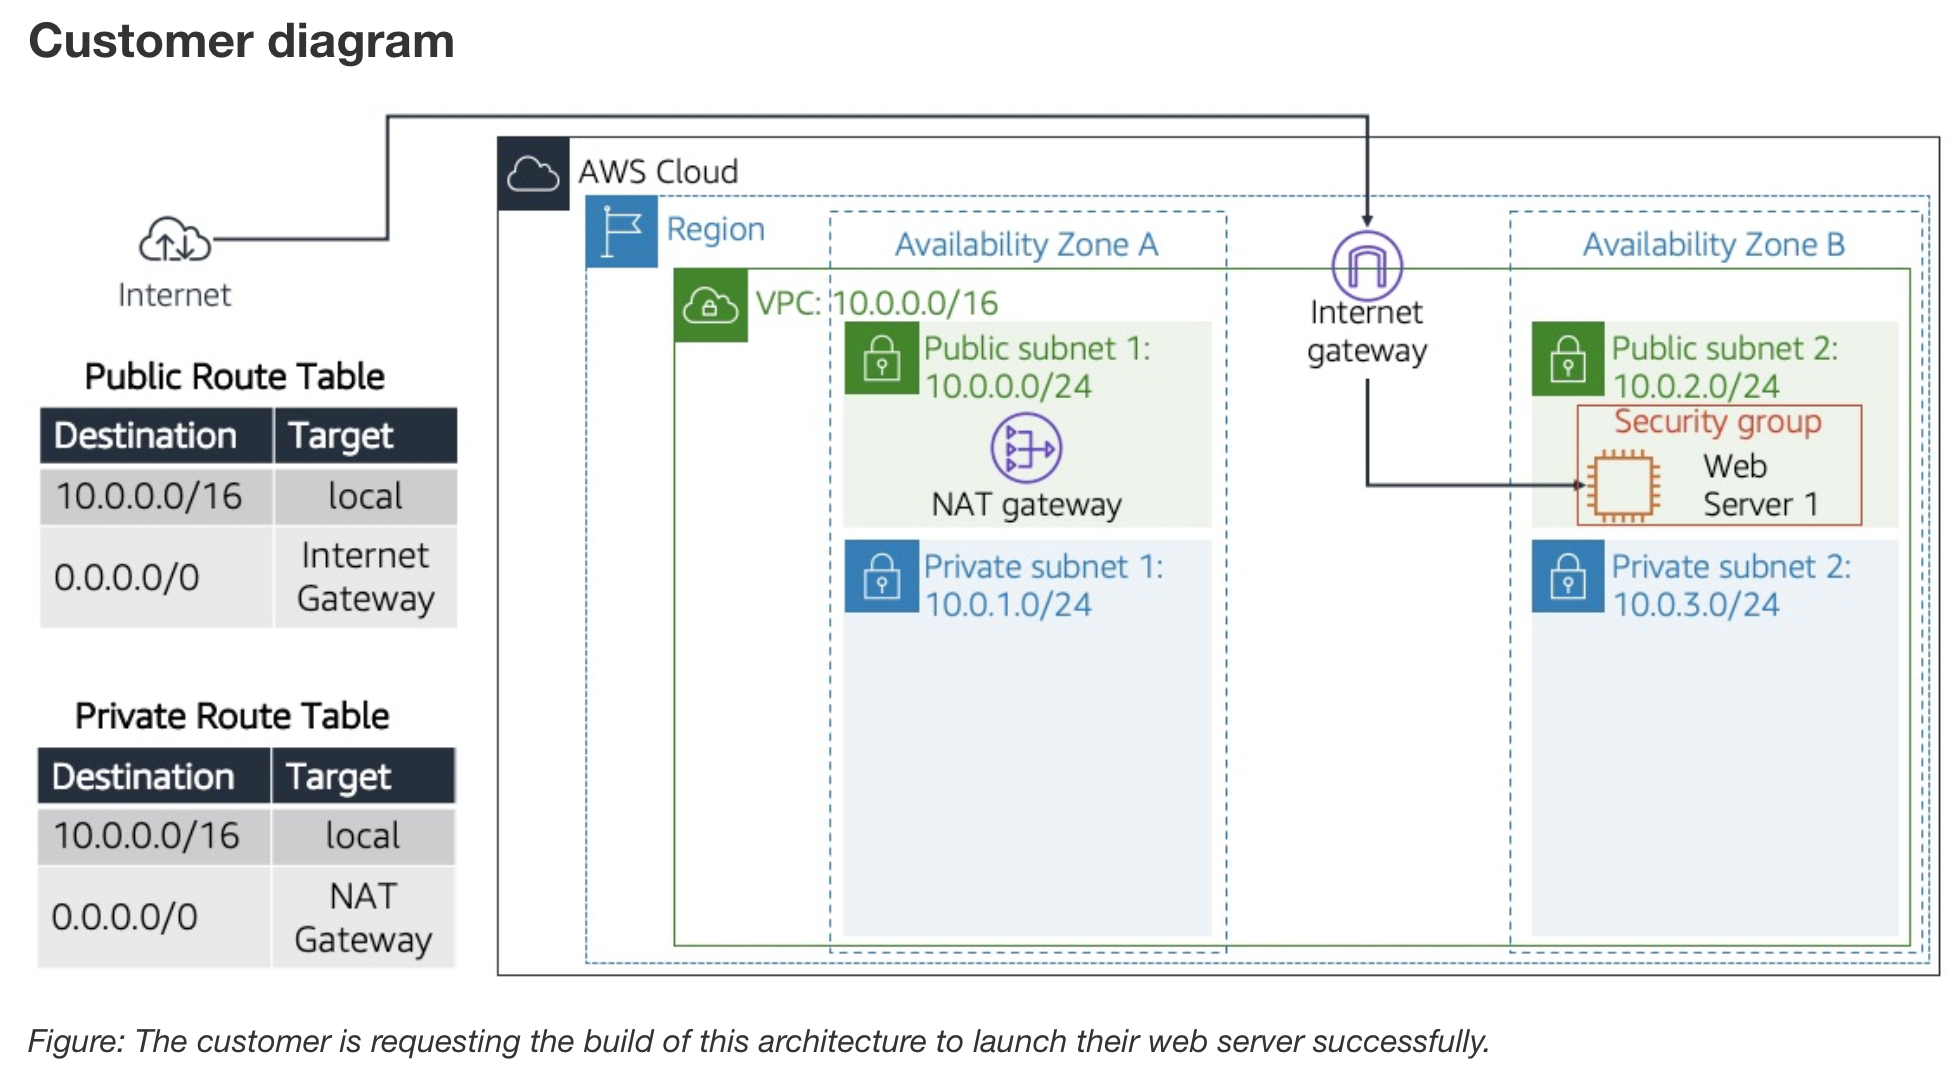 Customer diagram
AWS Cloud
Region
Availability Zone A
Availability Zone B
Internet
VPC: 10.0.0.0/16
Internet
gateway
Public subnet 1:
10.0.0.0/24
NAT gateway
Public subnet 2:
10.0.2.0/24
Security group
Web
Server 1
Private subnet 1:
10.0.1.0/24
Private subnet 2:
10.0.3.0/24
Public Route Table
Destination Target
10.0.0.0/16 local
0.0.0.0/0 Internet
Gateway
Private Route Table
Destination Target
10.0.0.0/16 local
0.0.0.0/0 NAT
Gateway
Figure: The customer is requesting the build of this architecture to launch their web server successfully.